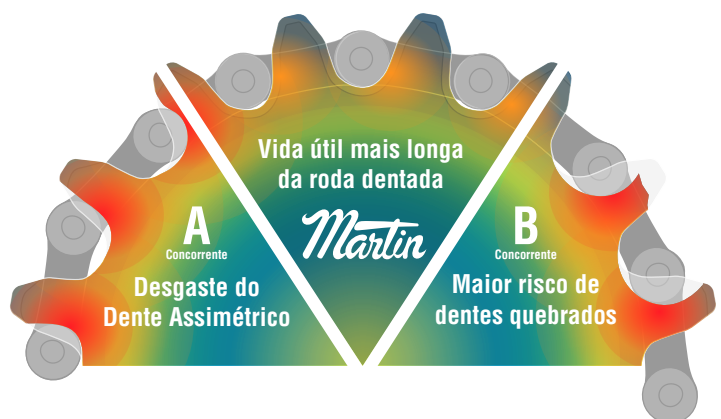 Vida útil mais longa
da roda dentada
Martin
A
Concorrente
Desgaste do
Dente Assimétrico
B
Concorrente
Maior risco de
dentes quebrados